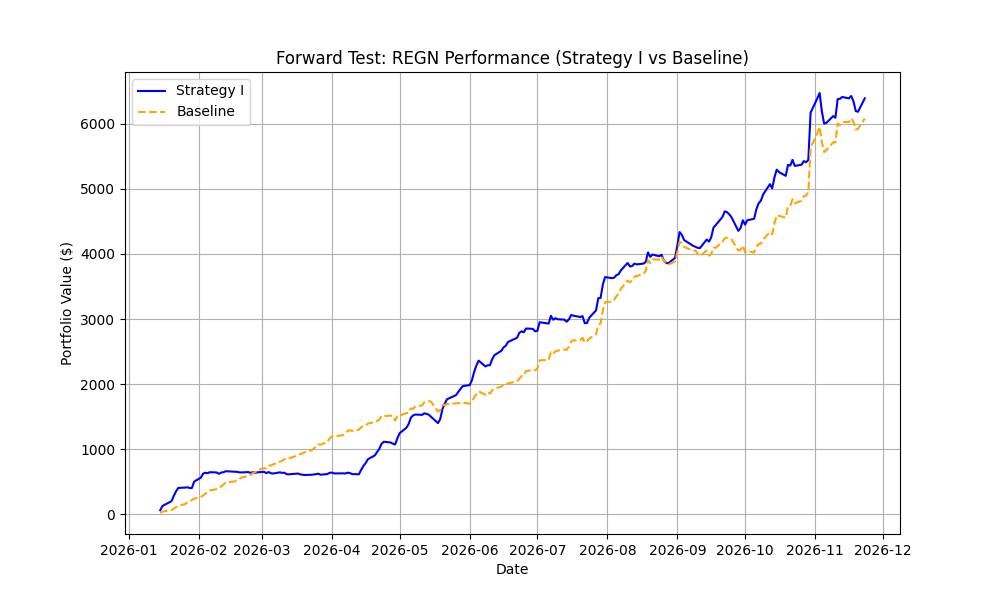 Forward Test: REGN Performance (Strategy I vs Baseline)
Strategy I
Baseline
Portfolio Value ($)
6000
5000
4000
3000
2000
1000
0
2026-01 2026-02 2026-03 2026-04 2026-05 2026-06 2026-07 2026-08 2026-09 2026-10 2026-11 2026-12
Date